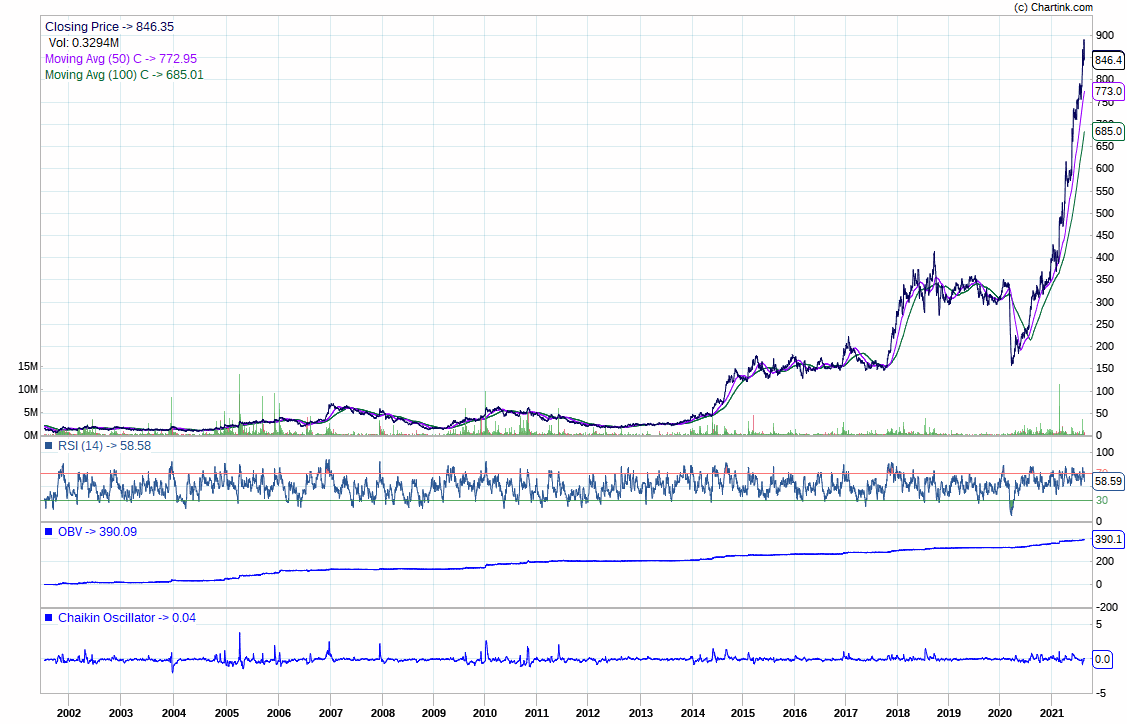 (c) Chartink.com
Closing Price -> 846.35
Vol: 0.3294M
Moving Avg (50) C -> 772.95
Moving Avg (100) C -> 685.01
900
846.4
800
773.0
750
700
685.0
650
600
550
500
450
400
350
300
250
200
150
100
50
0
15M
10M
5M
0M
RSI (14) -> 58.58
100
70
58.59
30
0
OBV -> 390.09
390.1
200
0
-200
Chaikin Oscillator -> 0.04
5
0.0
-5
2002 2003 2004 2005 2006 2007 2008 2009 2010 2011 2012 2013 2014 2015 2016 2017 2018 2019 2020 2021